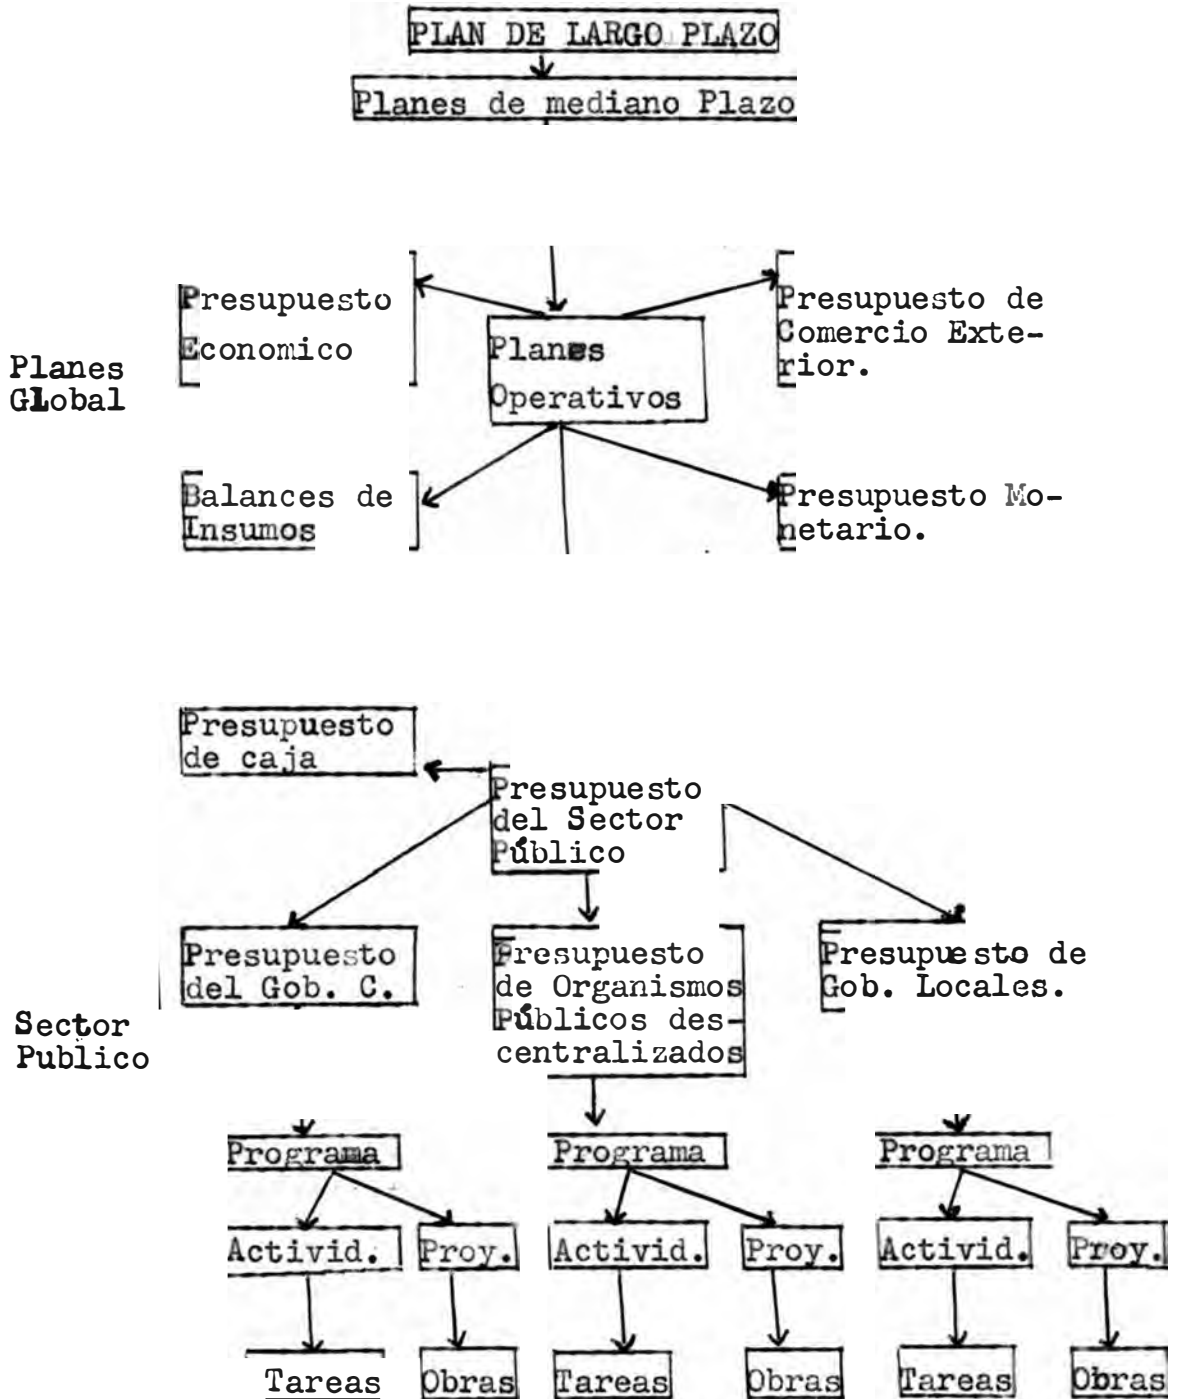 PLAN DE LARGO PLAZO
Planes de mediano Plazo
Presupuesto
Economico
Planes
Operativos
Presupuesto de
Comercio Exte-
rior.
Planes
Global
Balances de
Insumos
Presupuesto Mo-
netario.
Presupuesto
de caja
Presupuesto
del Sector
Público
Presupuesto
del Gob. C.
Presupuesto
de Organismos
Públicos des-
centralizados
Presupuesto de
Gob. Locales.
Sector
Publico
Programa
Programa
Programa
Activid.
Proy.
Activid.
Proy.
Activid.
Proy.
Tareas
Obras
Tareas
Obras
Tareas
Obras